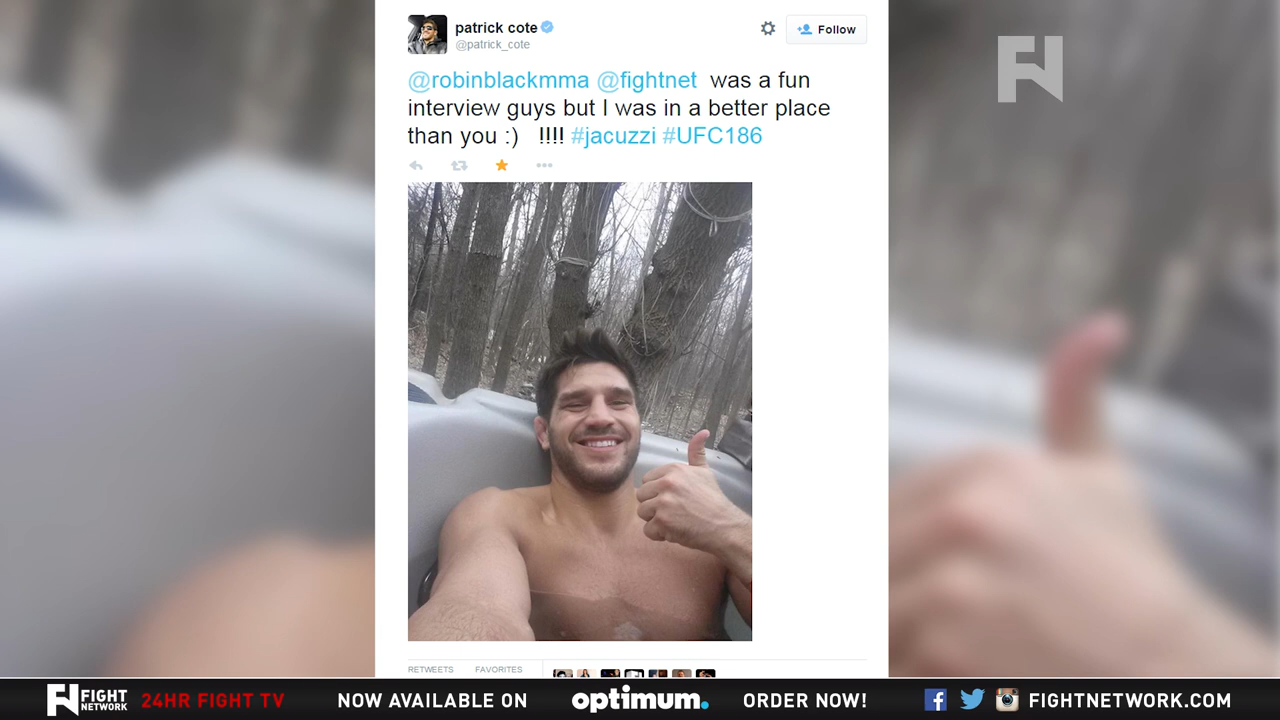 patrick cote
@patrick_cote
Follow
@robinblackmma @fightnet was a fun
interview guys but I was in a better place
than you :) !!!! #jacuzzi #UFC186
RETWEETS FAVORITES
FN
FIGHT
NETWORK
24HR FIGHT TV
NOW AVAILABLE ON
optimum.
ORDER NOW!
FIGHTNETWORK.COM